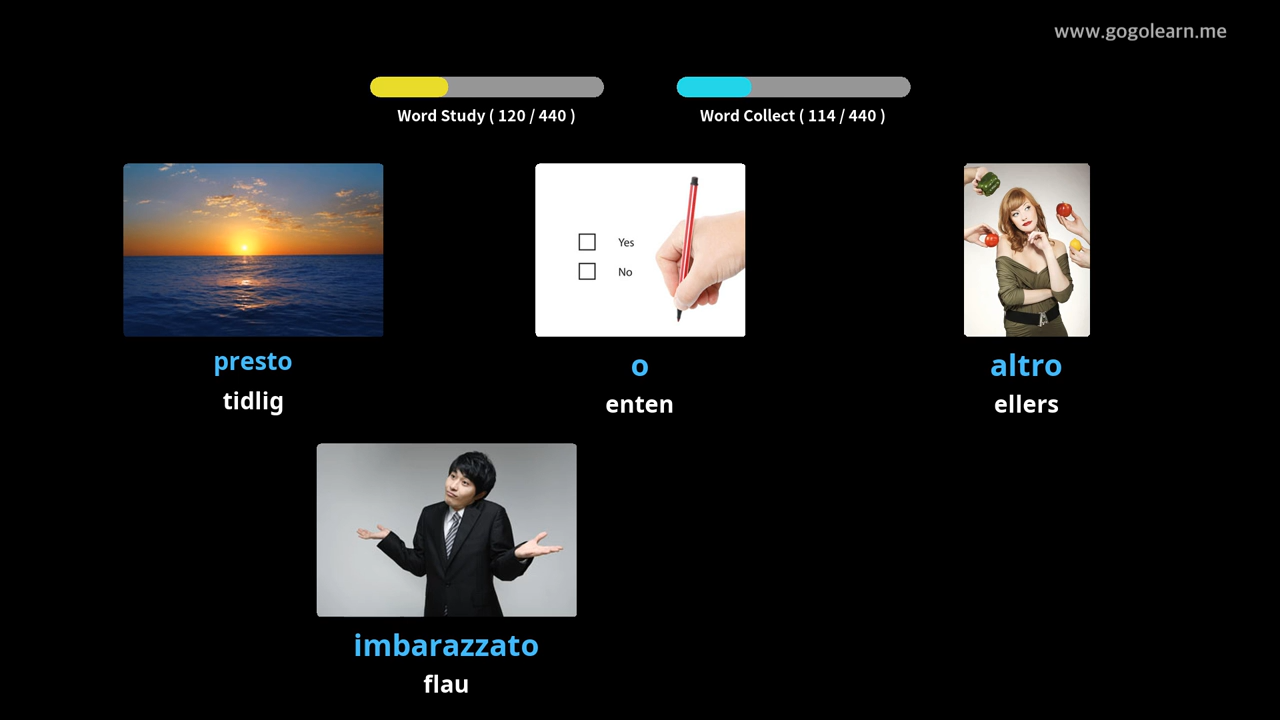 www.gogolearn.me
Word Study ( 120 / 440 )
Word Collect ( 114 / 440 )
Yes
No
presto
tidlig
o
enten
altro
ellers
imbarazzato
flau